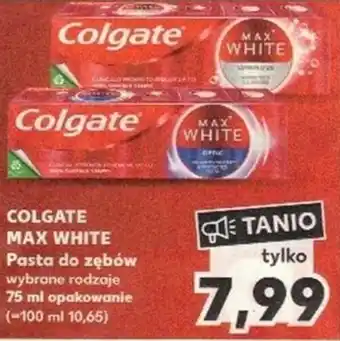 Colgate
MAX
WHITE
Colgate
MAX
WHITE
OPTIC
COLGATE
MAX WHITE
Pasta do zębów
wybrane rodzaje
75 ml opakowanie
(=100 ml 10,65)
TANIO
tylko
7,99